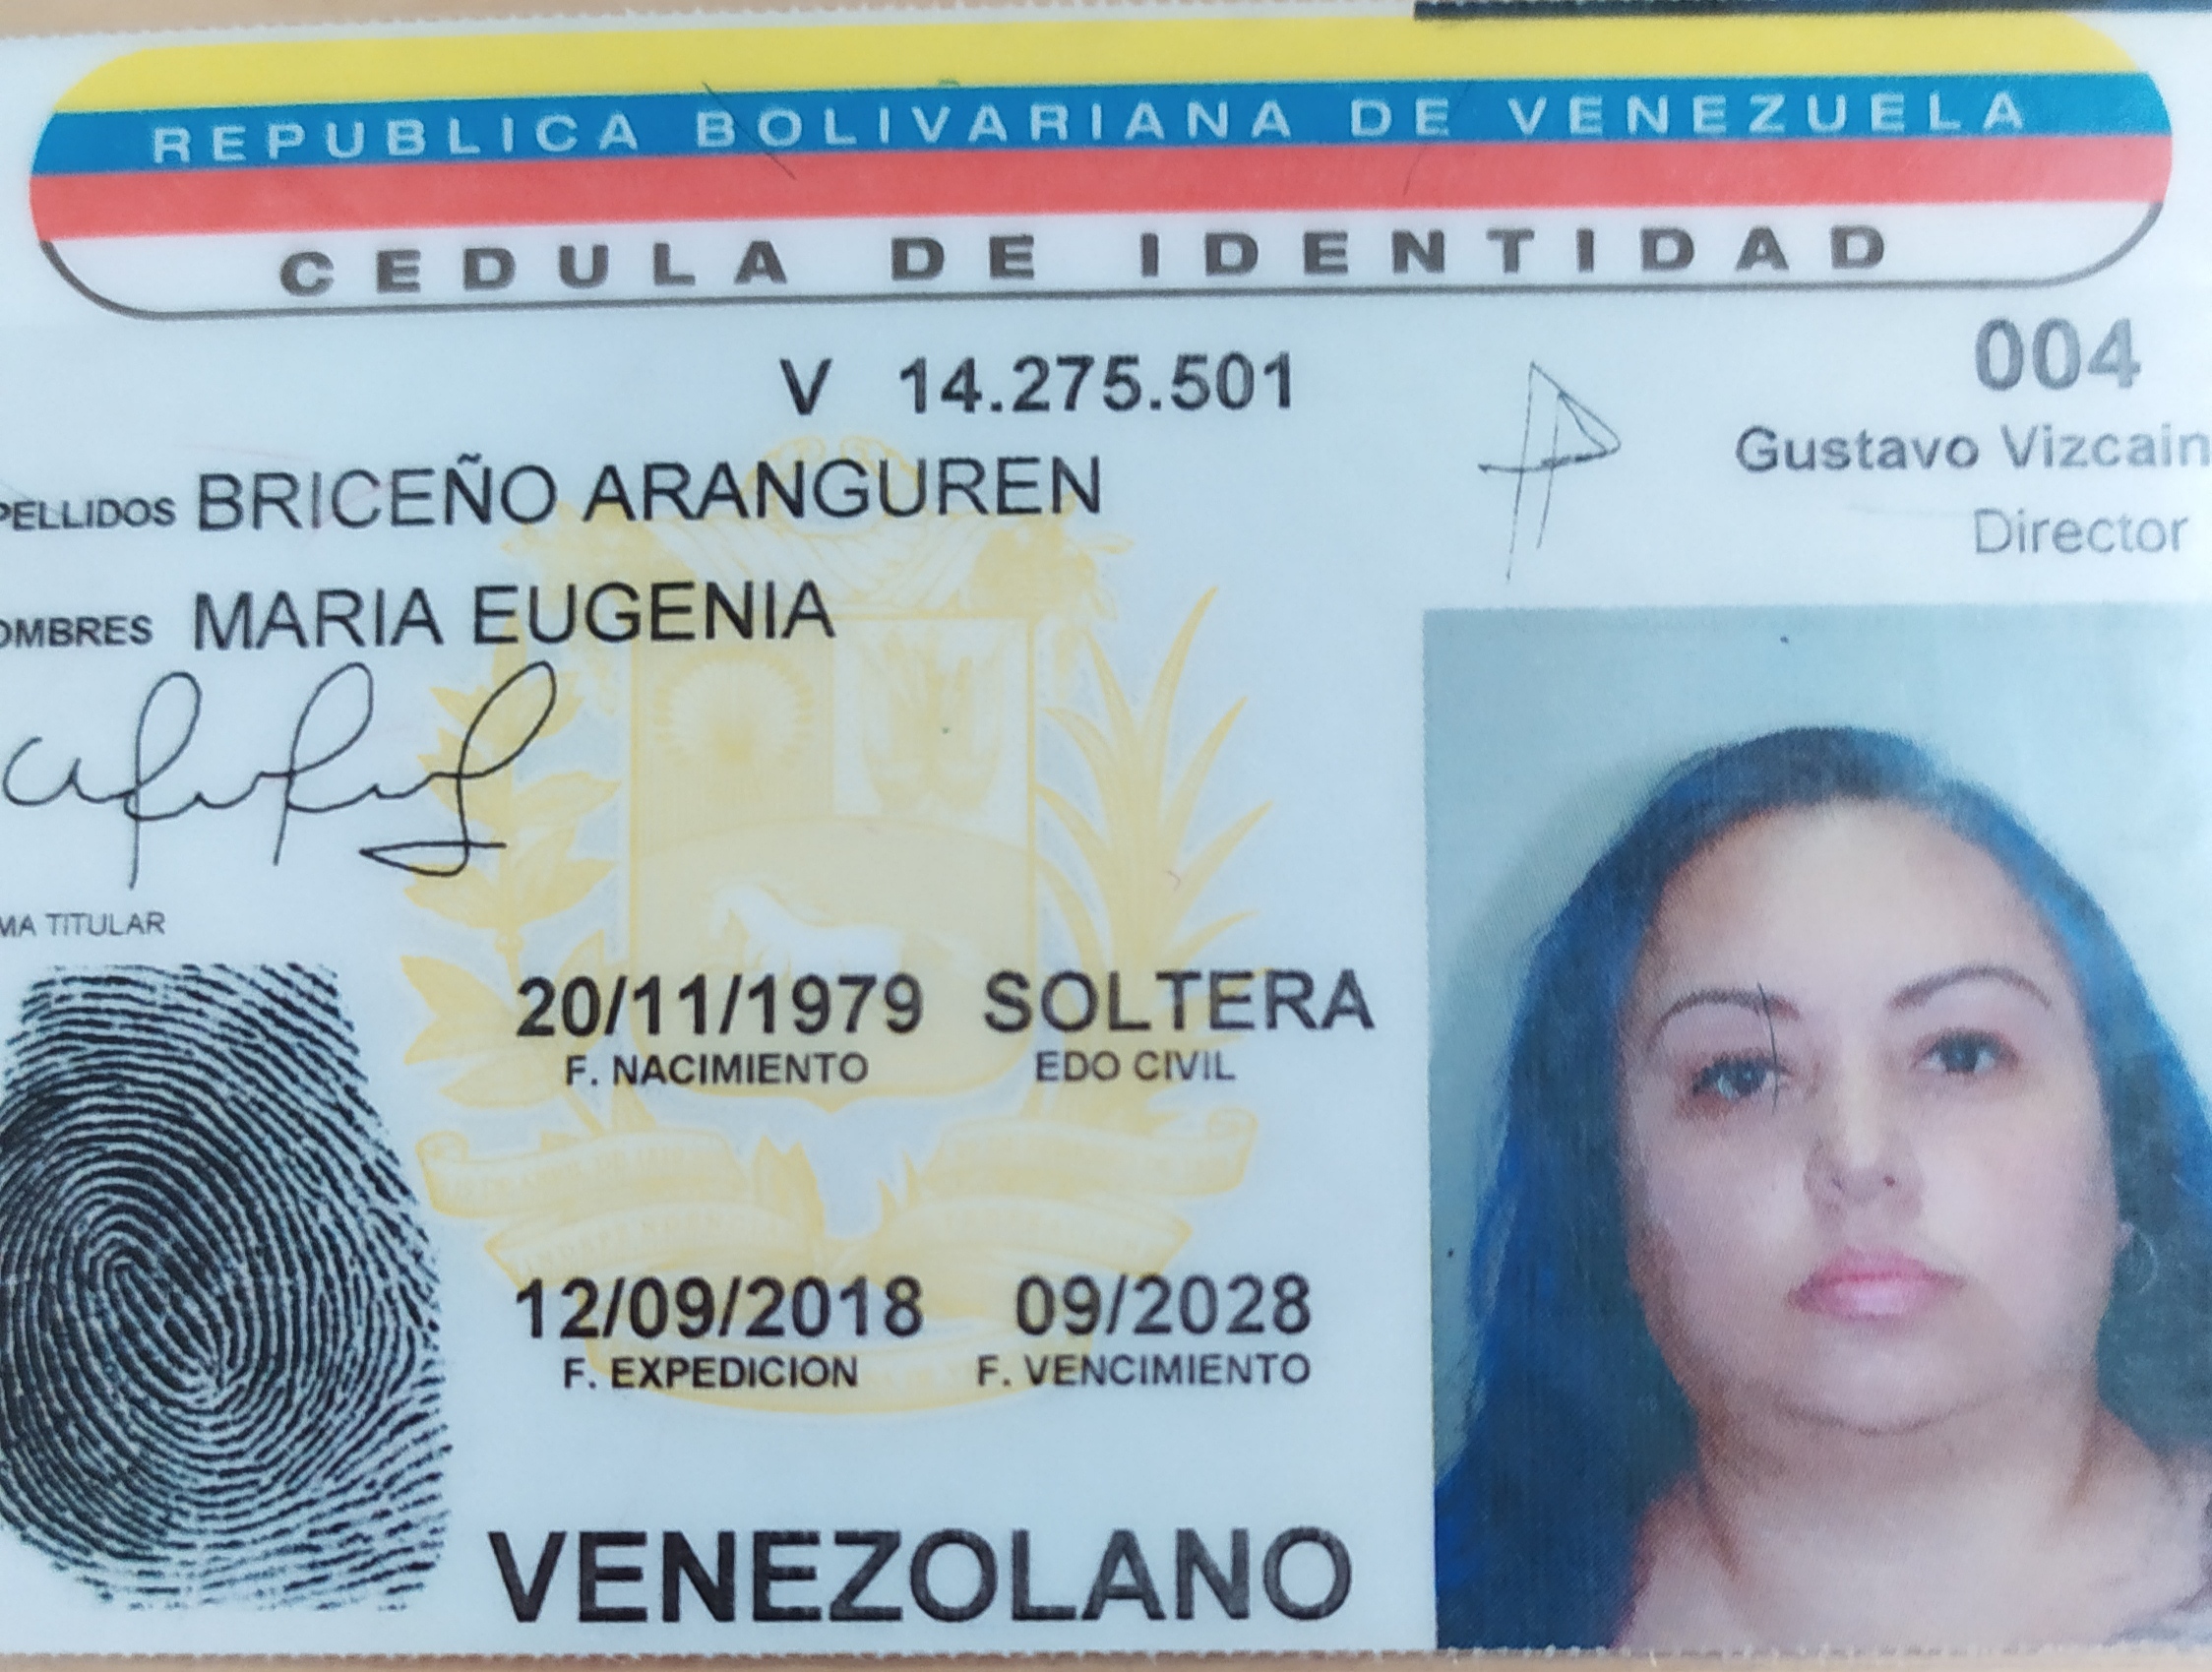 REPUBLICA BOLIVARIANA DE VENEZUELA
CEDULA DE IDENTIDAD
V 14.275.501
004
Gustavo Vizcain
Director
PELLIDOS BRICEÑO ARANGUREN
OMBRES MARIA EUGENIA
MA TITULAR
20/11/1979 SOLTERA
F. NACIMIENTO EDO CIVIL
12/09/2018 09/2028
F. EXPEDICION F. VENCIMIENTO
VENEZOLANO